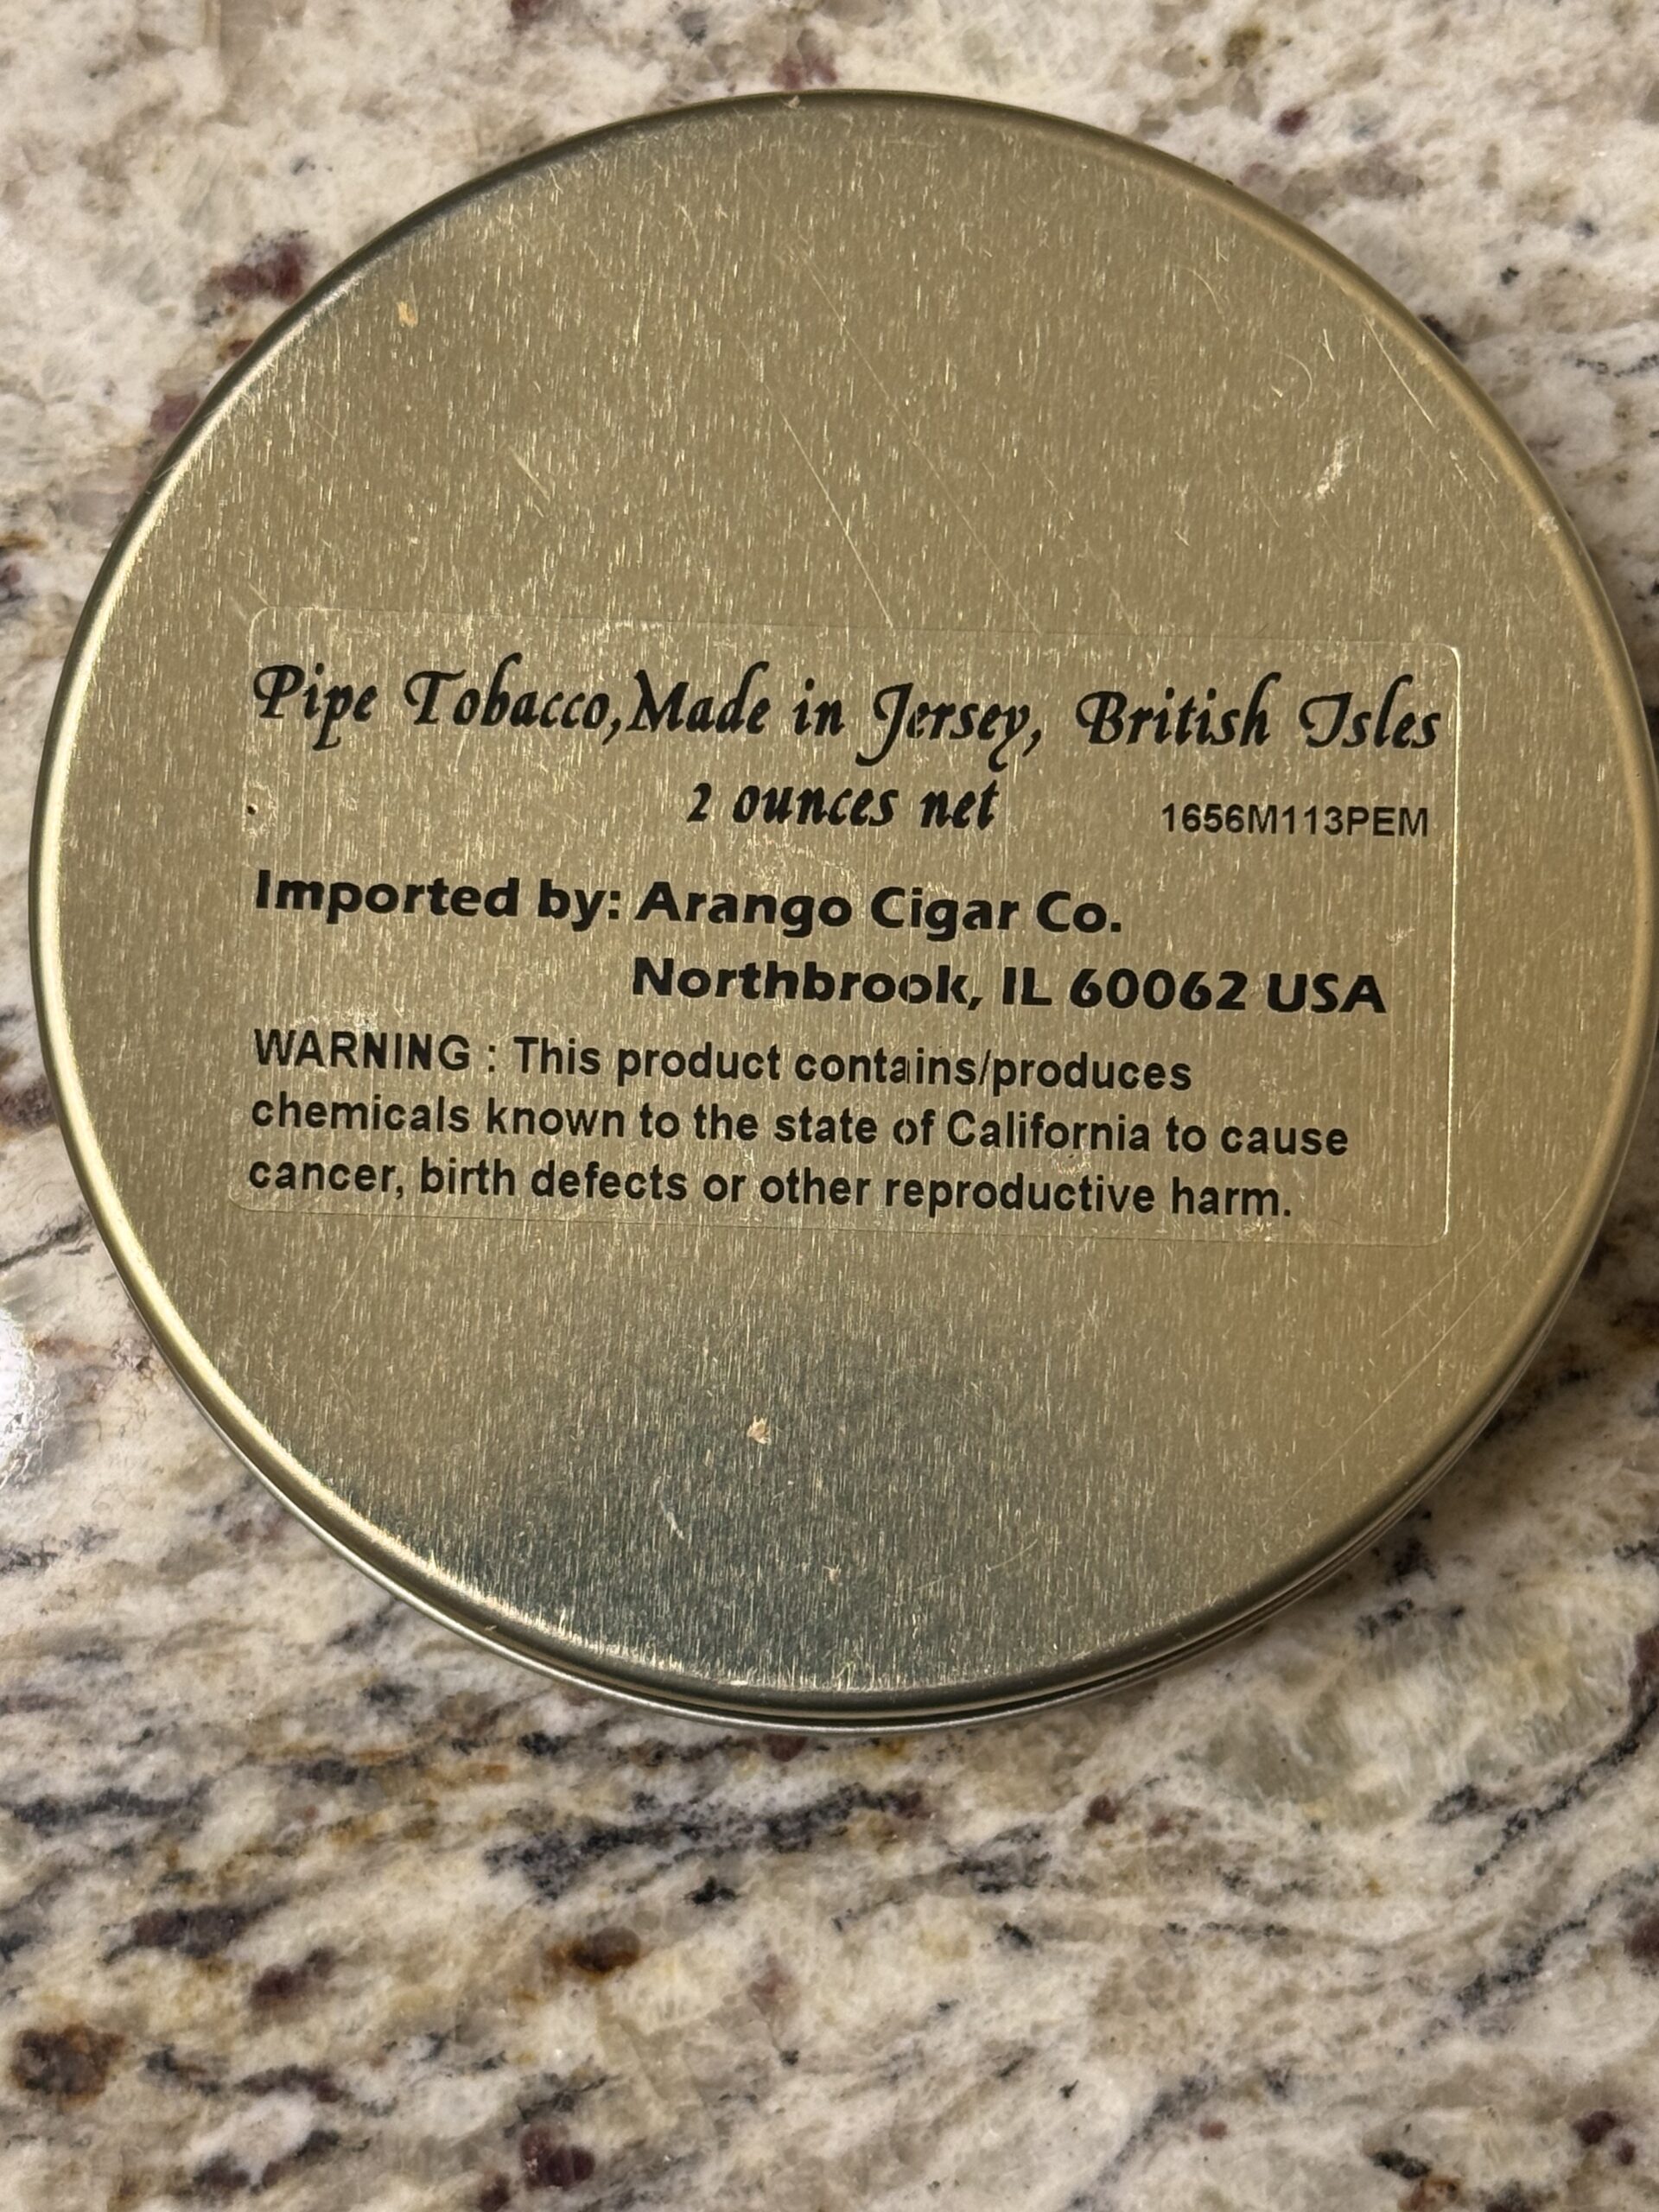 Pipe Tobacco,Made in Jersey, British Isles
2 ounces net 1656M113PEM
Imported by: Arango Cigar Co.
Northbrook, IL 60062 USA
WARNING : This product contains/produces
chemicals known to the state of California to cause
cancer, birth defects or other reproductive harm.